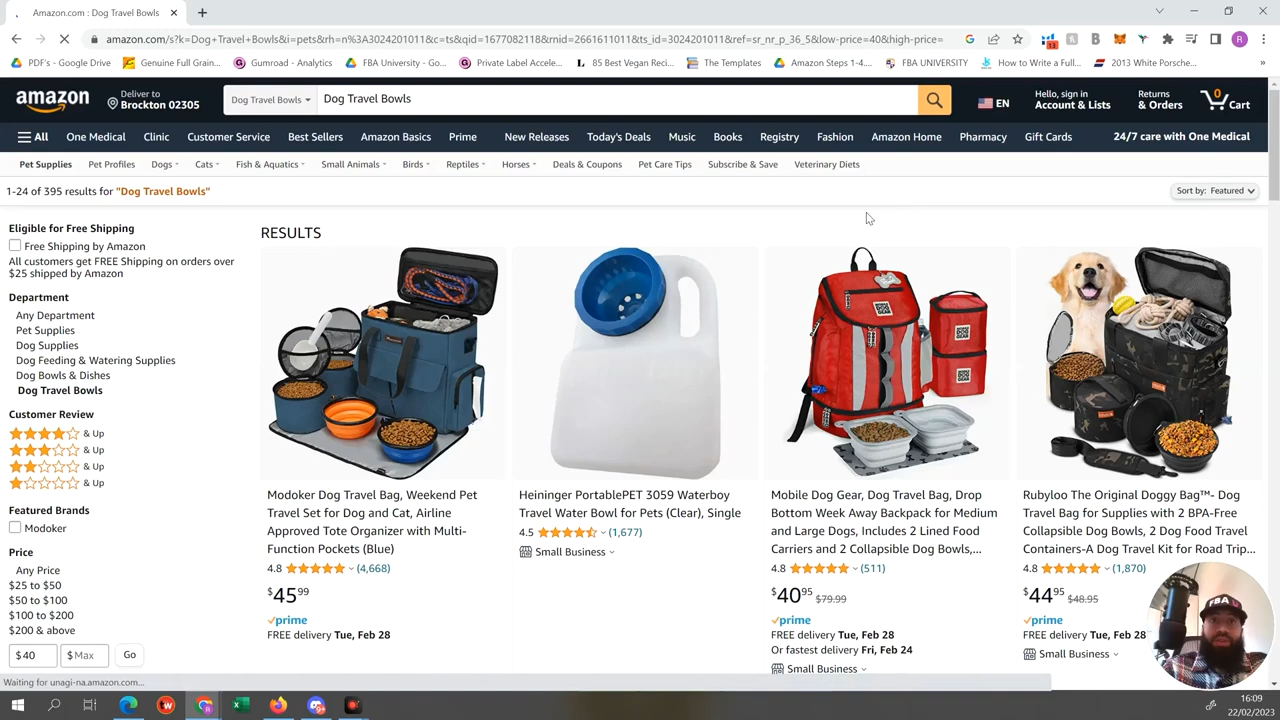 Amazon.com : Dog Travel Bowls
amazon.com/s?k=Dog+Travel+Bowls&i=pets&rh=n%3A3024201011&c=ts&qid=1677082118&rnid=2661611011&ts_id=3024201011&ref=sr_nr_p_36_5&low-price=40&high-price=
13
R
PDF's - Google Drive
Genuine Full Grain...
Gumroad - Analytics
FBA University - Go...
Private Label Accele...
85 Best Vegan Reci...
The Templates
Amazon Steps 1-4....
FBA UNIVERSITY
How to Write a Full...
2013 White Porsche...
amazon
Deliver to
Brockton 02305
Dog Travel Bowls
Dog Travel Bowls
EN
Hello, sign in
Account & Lists
Returns
& Orders
0
Cart
All
One Medical
Clinic
Customer Service
Best Sellers
Amazon Basics
Prime
New Releases
Today's Deals
Music
Books
Registry
Fashion
Amazon Home
Pharmacy
Gift Cards
24/7 care with One Medical
Pet Supplies
Pet Profiles
Dogs
Cats
Fish & Aquatics
Small Animals
Birds
Reptiles
Horses
Deals & Coupons
Pet Care Tips
Subscribe & Save
Veterinary Diets
1-24 of 395 results for "Dog Travel Bowls"
Sort by: Featured
Eligible for Free Shipping
Free Shipping by Amazon
All customers get FREE Shipping on orders over
$25 shipped by Amazon
Department
Any Department
Pet Supplies
Dog Supplies
Dog Feeding & Watering Supplies
Dog Bowls & Dishes
Dog Travel Bowls
Customer Review
& Up
& Up
& Up
& Up
Featured Brands
Modoker
Price
Any Price
$25 to $50
$50 to $100
$100 to $200
$200 & above
$ 40
$ Max
Go
RESULTS
Modoker Dog Travel Bag, Weekend Pet
Travel Set for Dog and Cat, Airline
Approved Tote Organizer with Multi-
Function Pockets (Blue)
4.8
(4,668)
$45 99
prime
FREE delivery Tue, Feb 28
Heininger PortablePET 3059 Waterboy
Travel Water Bowl for Pets (Clear), Single
4.5
(1,677)
Small Business
Mobile Dog Gear, Dog Travel Bag, Drop
Bottom Week Away Backpack for Medium
and Large Dogs, Includes 2 Lined Food
Carriers and 2 Collapsible Dog Bowls,...
4.8
(511)
$40 95 $79.99
prime
FREE delivery Tue, Feb 28
Or fastest delivery Fri, Feb 24
Small Business
Rubyloo The Original Doggy Bag™- Dog
Travel Bag for Supplies with 2 BPA-Free
Collapsible Dog Bowls, 2 Dog Food Travel
Containers-A Dog Travel Kit for Road Trip...
4.8
(1,870)
$44 95 $48.95
prime
FREE delivery Tue, Feb 28
Small Business
FBA
Waiting for unagi-na.amazon.com...
16:09
22/02/2023